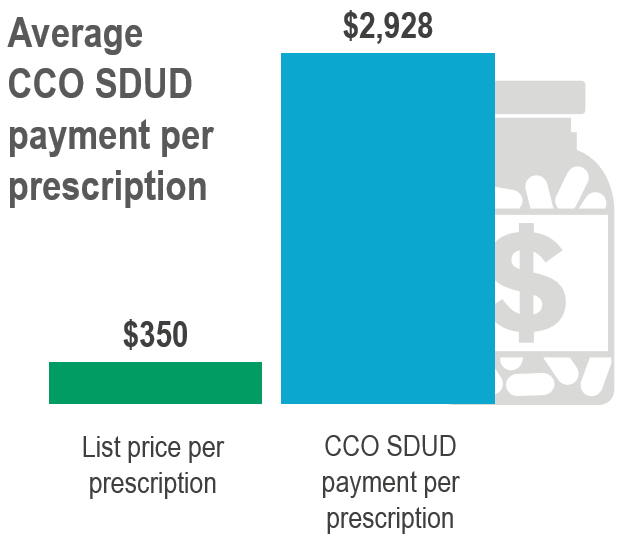 Average
CCO SDUD
payment per
prescription
$2,928
$350
$
List price per
prescription
CCO SDUD
payment per
prescription